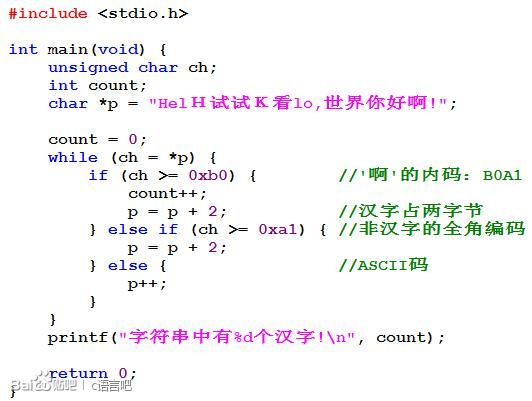 #include <stdio.h>
int main(void) {
unsigned char ch;
int count;
char *p = "HelＨ试试Ｋ看lo,世界你好啊!";
count = 0;
while (ch = *p) {
if (ch >= 0xb0) { //'啊'的内码：B0A1
count++;
p = p + 2; //汉字占两字节
} else if (ch >= 0xa1) { //非汉字的全角编码
p = p + 2;
} else { //ASCII码
p++;
}
}
printf("字符串中有%d个汉字!\n", count);
return 0;
Bai贴吧 | c语言吧
}